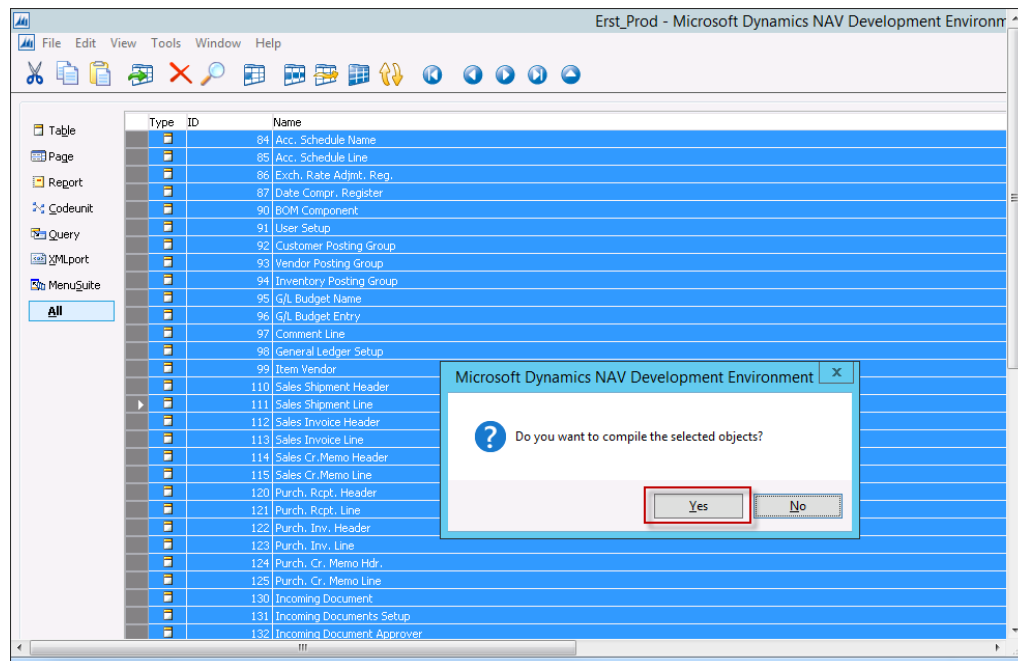 Erst_Prod - Microsoft Dynamics NAV Development Environm
File Edit View Tools Window Help
Type ID Name
Table
Page
Report
Codeunit
Query
XMLport
MenuSuite
All
84 Acc. Schedule Name
85 Acc. Schedule Line
86 Exch. Rate Adjmt. Reg.
87 Date Compr. Register
90 BOM Component
91 User Setup
92 Customer Posting Group
93 Vendor Posting Group
94 Inventory Posting Group
95 G/L Budget Name
96 G/L Budget Entry
97 Comment Line
98 General Ledger Setup
99 Item Vendor
110 Sales Shipment Header
111 Sales Shipment Line
112 Sales Invoice Header
113 Sales Invoice Line
114 Sales Cr.Memo Header
115 Sales Cr.Memo Line
120 Purch. Rcpt. Header
121 Purch. Rcpt. Line
122 Purch. Inv. Header
123 Purch. Inv. Line
124 Purch. Cr. Memo Hdr.
125 Purch. Cr. Memo Line
130 Incoming Document
131 Incoming Documents Setup
132 Incoming Document Approver
Microsoft Dynamics NAV Development Environment
Do you want to compile the selected objects?
Yes No